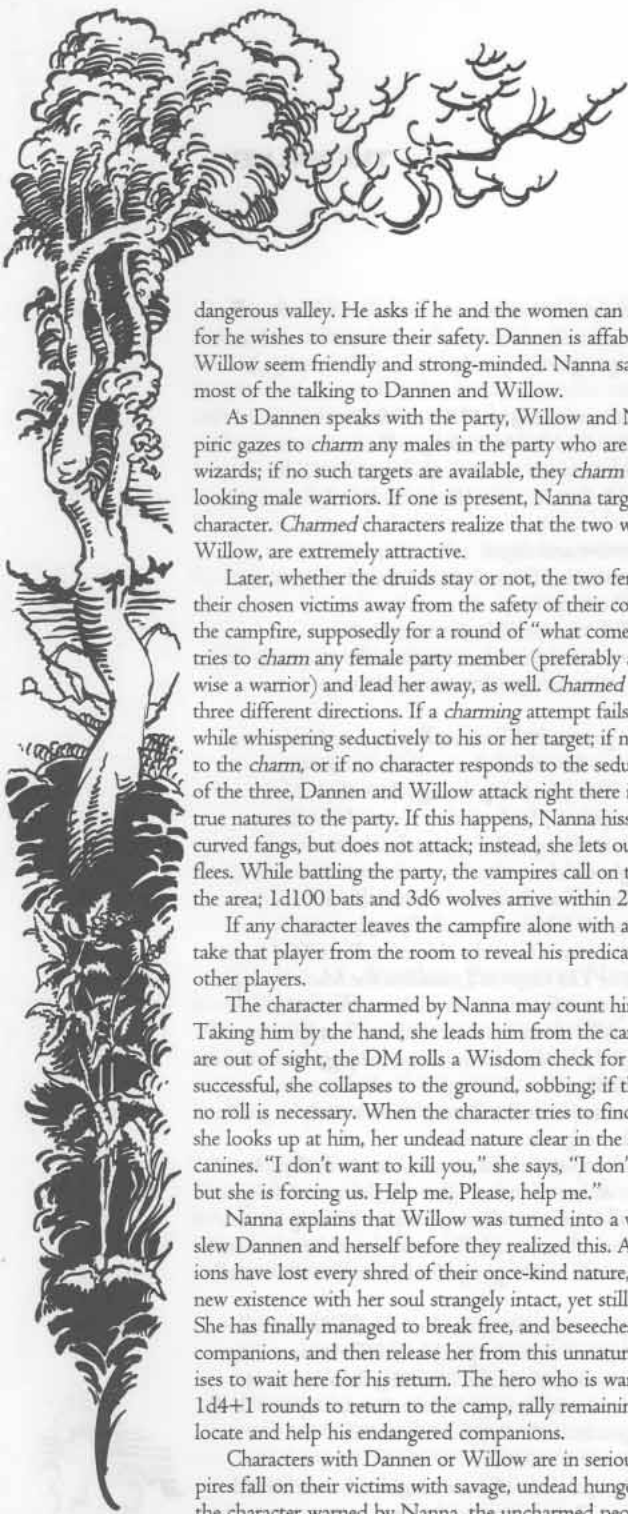 dangerous valley. He asks if he and the women can
for he wishes to ensure their safety. Dannen is affab
Willow seem friendly and strong-minded. Nanna sa
most of the talking to Dannen and Willow.
As Dannen speaks with the party, Willow and N
piric gazes to charm any males in the party who are
wizards; if no such targets are available, they charm
looking male warriors. If one is present, Nanna targ
character. Charmed characters realize that the two w
Willow, are extremely attractive.
Later, whether the druids stay or not, the two fer
their chosen victims away from the safety of their co
the campfire, supposedly for a round of “what come
tries to charm any female party member (preferably a
wise a warrior) and lead her away, as well. Charmed
three different directions. If a charming attempt fails
while whispering seductively to his or her target; if n
to the charm, or if no character responds to the sedu
of the three, Dannen and Willow attack right there
true natures to the party. If this happens, Nanna hiss
curved fangs, but does not attack; instead, she lets ou
flees. While battling the party, the vampires call on t
the area; 1d100 bats and 3d6 wolves arrive within 2
If any character leaves the campfire alone with a
take that player from the room to reveal his predica
other players.
The character charmed by Nanna may count hi
Taking him by the hand, she leads him from the ca
are out of sight, the DM rolls a Wisdom check for
successful, she collapses to the ground, sobbing; if th
no roll is necessary. When the character tries to find
she looks up at him, her undead nature clear in the
canines. “I don’t want to kill you,” she says, “I don’
but she is forcing us. Help me. Please, help me.”
Nanna explains that Willow was turned into a v
slew Dannen and herself before they realized this. A
ions have lost every shred of their once-kind nature,
new existence with her soul strangely intact, yet still
She has finally managed to break free, and beseeches
companions, and then release her from this unnatur
ises to wait here for his return. The hero who is war
1d4+1 rounds to return to the camp, rally remainin
locate and help his endangered companions.
Characters with Dannen or Willow are in seriou
pires fall on their victims with savage, undead hunge
the character warned by Nanna, the uncharmed peo